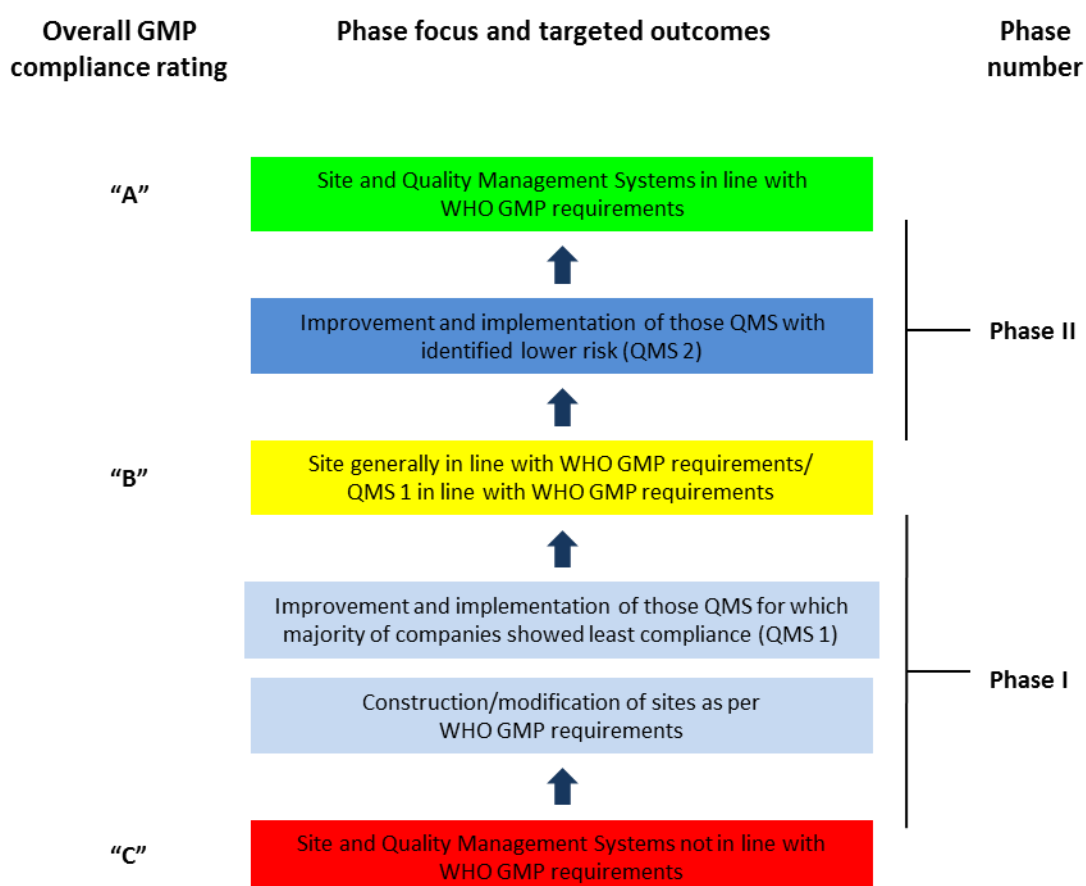 Overall GMP
compliance rating
Phase focus and targeted outcomes
Phase
number
“A”
Site and Quality Management Systems in line with
WHO GMP requirements
Improvement and implementation of those QMS with
identified lower risk (QMS 2)
Phase II
“B”
Site generally in line with WHO GMP requirements/
QMS 1 in line with WHO GMP requirements
Improvement and implementation of those QMS for which
majority of companies showed least compliance (QMS 1)
Phase I
Construction/modification of sites as per
WHO GMP requirements
“C”
Site and Quality Management Systems not in line with
WHO GMP requirements